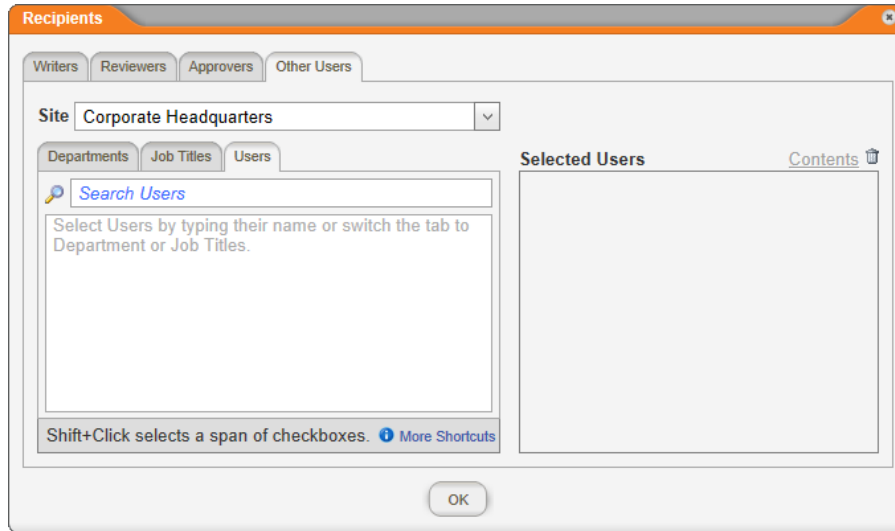 Recipients
Writers Reviewers Approvers Other Users
Site Corporate Headquarters
Departments Job Titles Users
Selected Users Contents
Search Users
Select Users by typing their name or switch the tab to
Department or Job Titles.
Shift+Click selects a span of checkboxes. More Shortcuts
OK